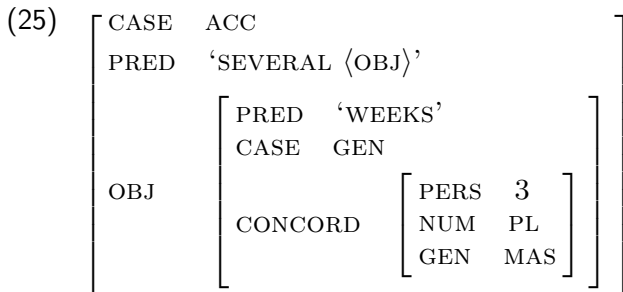 (25)
CASE ACC
PRED ‘SEVERAL ⟨OBJ⟩’
PRED ‘WEEKS’
CASE GEN
OBJ
CONCORD
PERS 3
NUM PL
GEN MAS